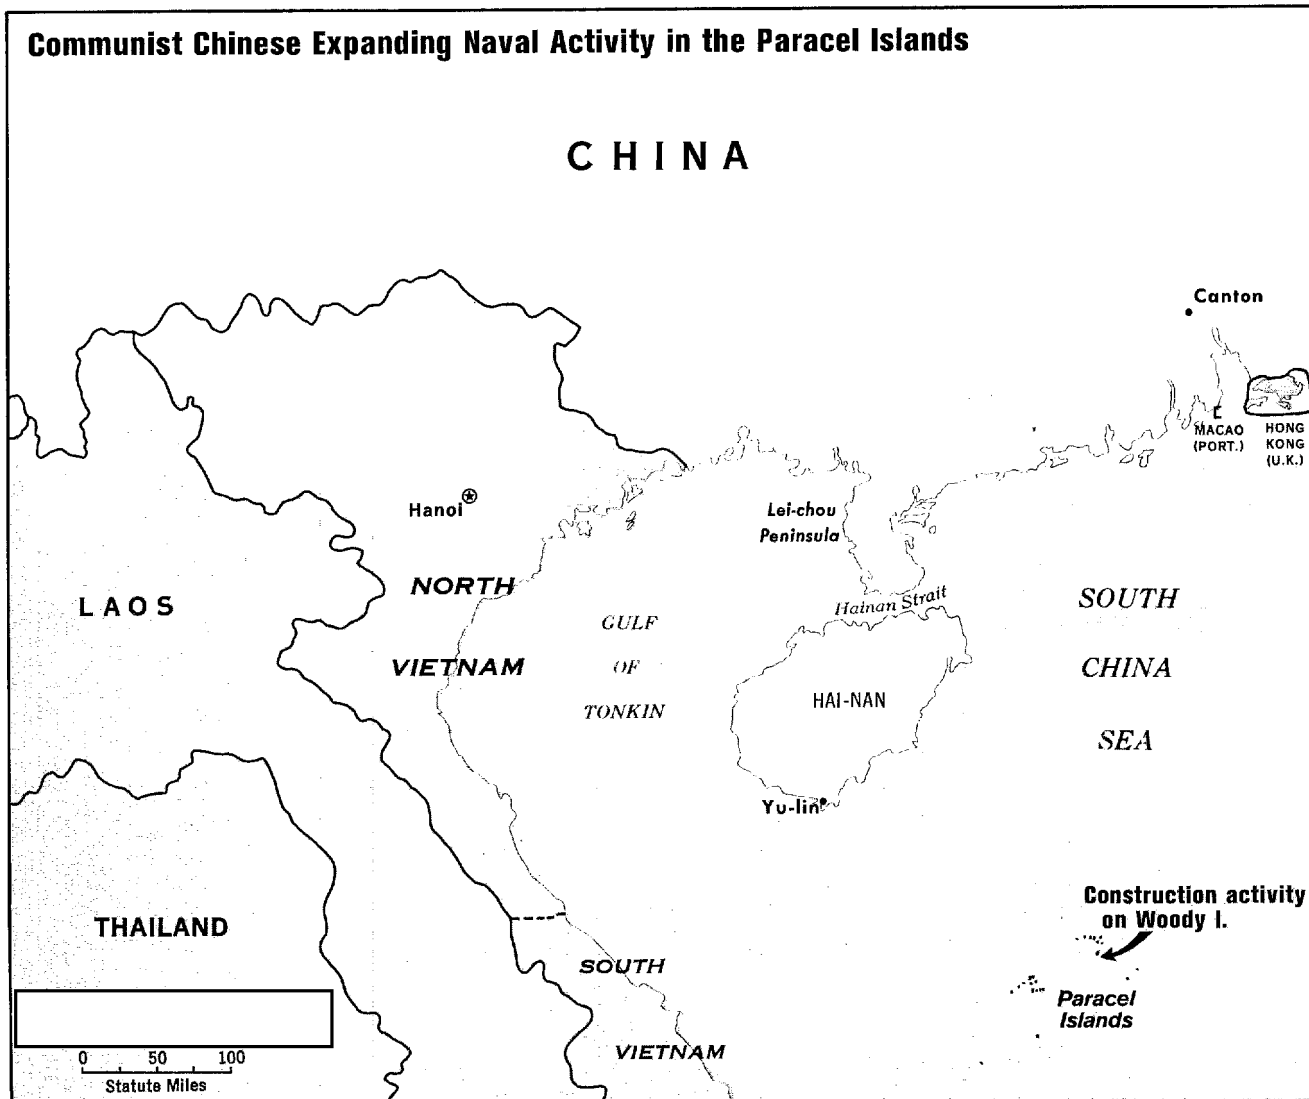 Communist Chinese Expanding Naval Activity in the Paracel Islands
CHINA
Canton
MACAO
(PORT.)
HONG
KONG
(U.K.)
Hanoi
Lei-chou
Peninsula
NORTH
VIETNAM
LAOS
GULF
OF
TONKIN
Hainan Strait
HAI-NAN
SOUTH
CHINA
SEA
Yu-lin
THAILAND
Construction activity
on Woody I.
SOUTH
VIETNAM
Paracel
Islands
0 50 100
Statute Miles